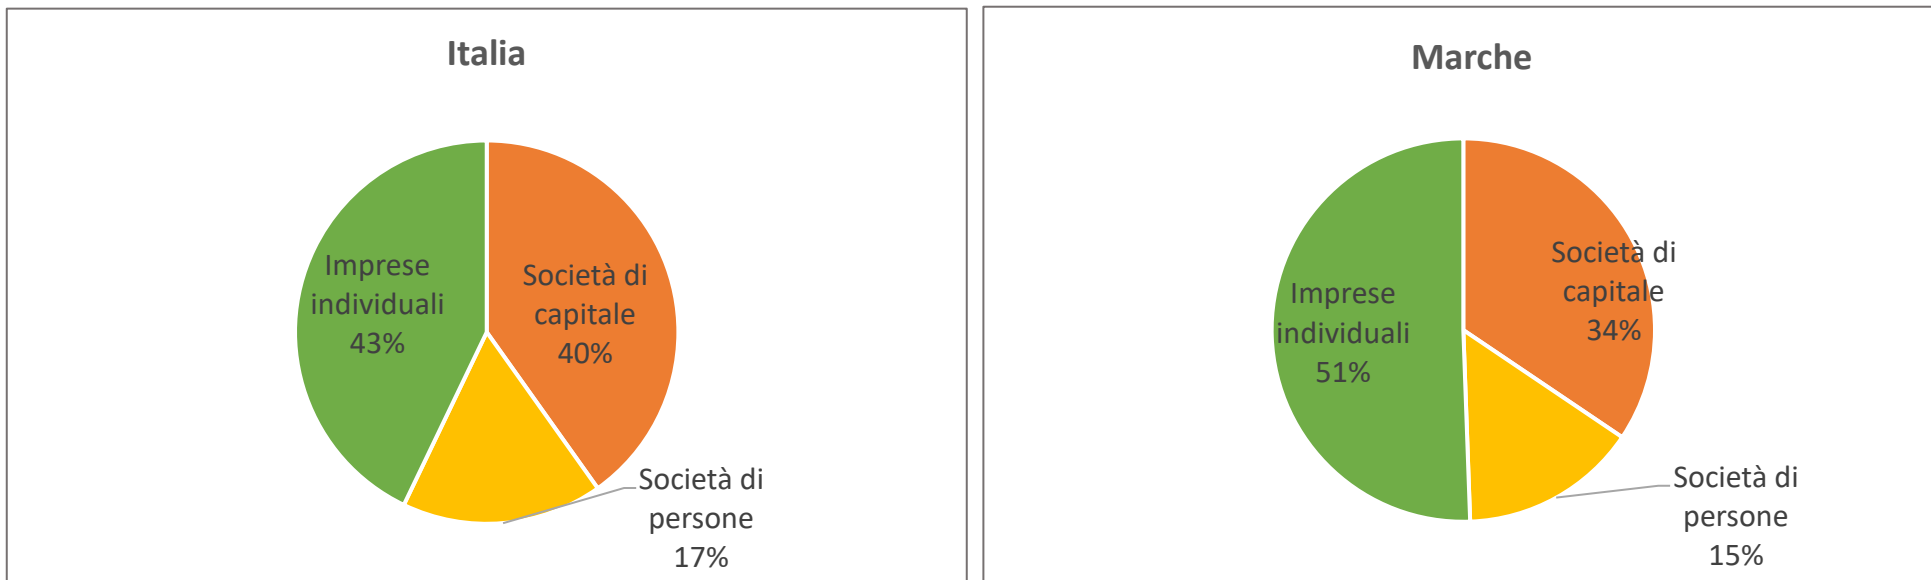 Italia
Imprese
individuali
43%
Società di
capitale
40%
Società di
persone
17%
Marche
Imprese
individuali
51%
Società di
capitale
34%
Società di
persone
15%